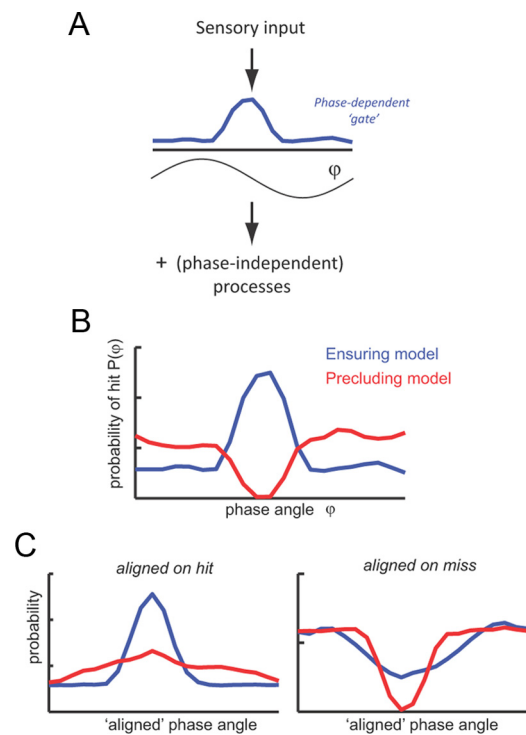 A
Sensory input
Phase-dependent
'gate'
φ
+ (phase-independent)
processes
B
probability of hit P(φ)
Ensuring model
Precluding model
phase angle φ
C
aligned on hit
aligned on miss
probability
'aligned' phase angle
'aligned' phase angle